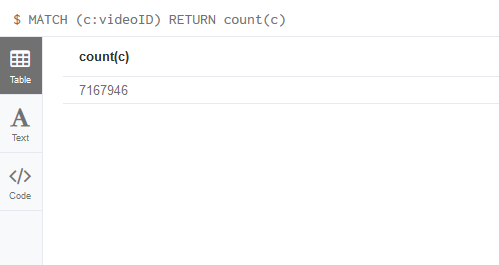 $ MATCH (c:videoID) RETURN count(c)
Table
count(c)
7167946
A
Text
</>
Code